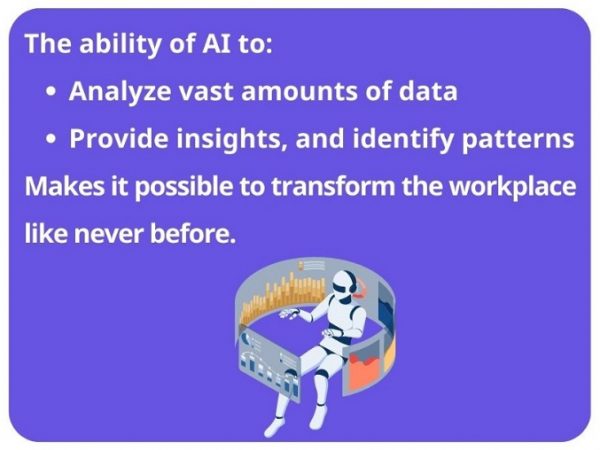 The ability of AI to:
• Analyze vast amounts of data
• Provide insights, and identify patterns
Makes it possible to transform the workplace
like never before.